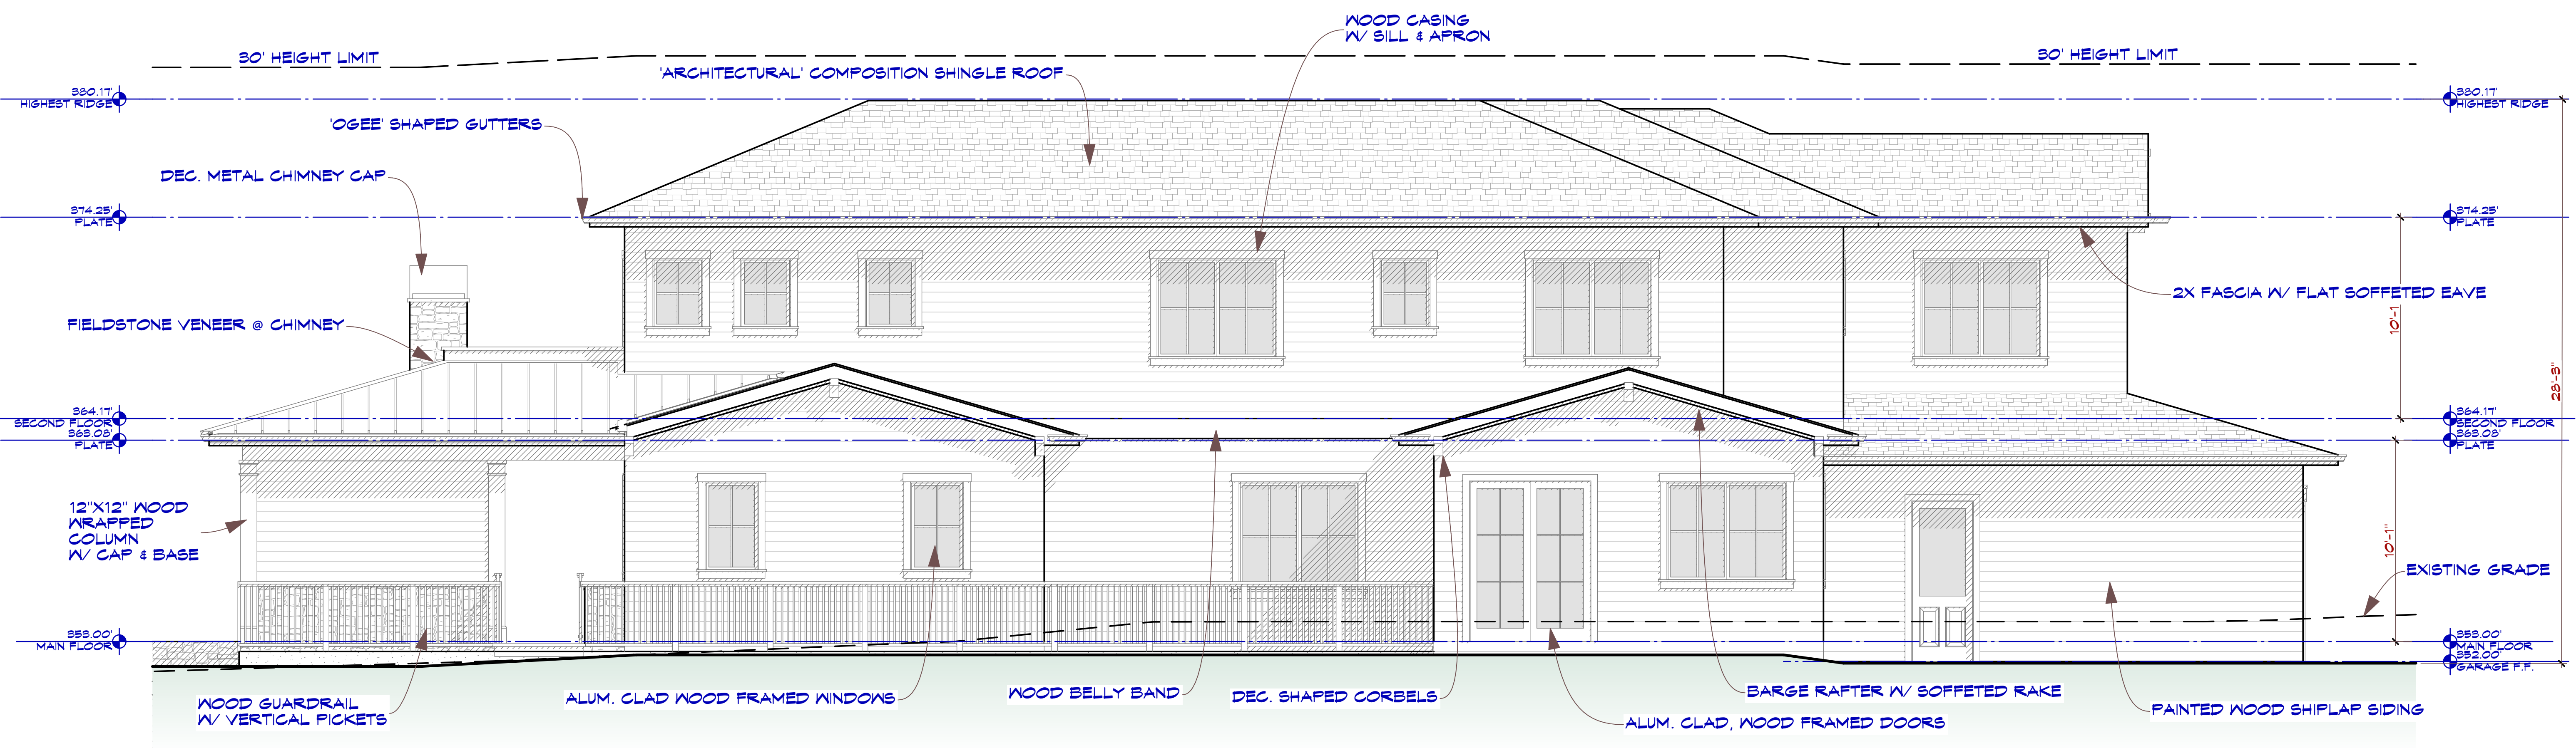 WOOD CASING
W/ SILL & APRON
30' HEIGHT LIMIT
30' HEIGHT LIMIT
'ARCHITECTURAL' COMPOSITION SHINGLE ROOF
380.17'
HIGHEST RIDGE
380.17'
HIGHEST RIDGE
'OGEE' SHAPED GUTTERS
DEC. METAL CHIMNEY CAP
374.25'
PLATE
374.25'
PLATE
2X FASCIA W/ FLAT SOFFETED EAVE
FIELDSTONE VENEER @ CHIMNEY
10'-1
364.17'
SECOND FLOOR
363.08'
PLATE
364.17'
SECOND FLOOR
363.08'
PLATE
12"X12" WOOD
WRAPPED
COLUMN
W/ CAP & BASE
10'-1"
EXISTING GRADE
353.00'
MAIN FLOOR
353.00'
MAIN FLOOR
352.00'
GARAGE F.F.
WOOD GUARDRAIL
W/ VERTICAL PICKETS
ALUM. CLAD WOOD FRAMED WINDOWS
WOOD BELLY BAND
DEC. SHAPED CORBELS
BARGE RAFTER W/ SOFFETED RAKE
ALUM. CLAD, WOOD FRAMED DOORS
PAINTED WOOD SHIPLAP SIDING